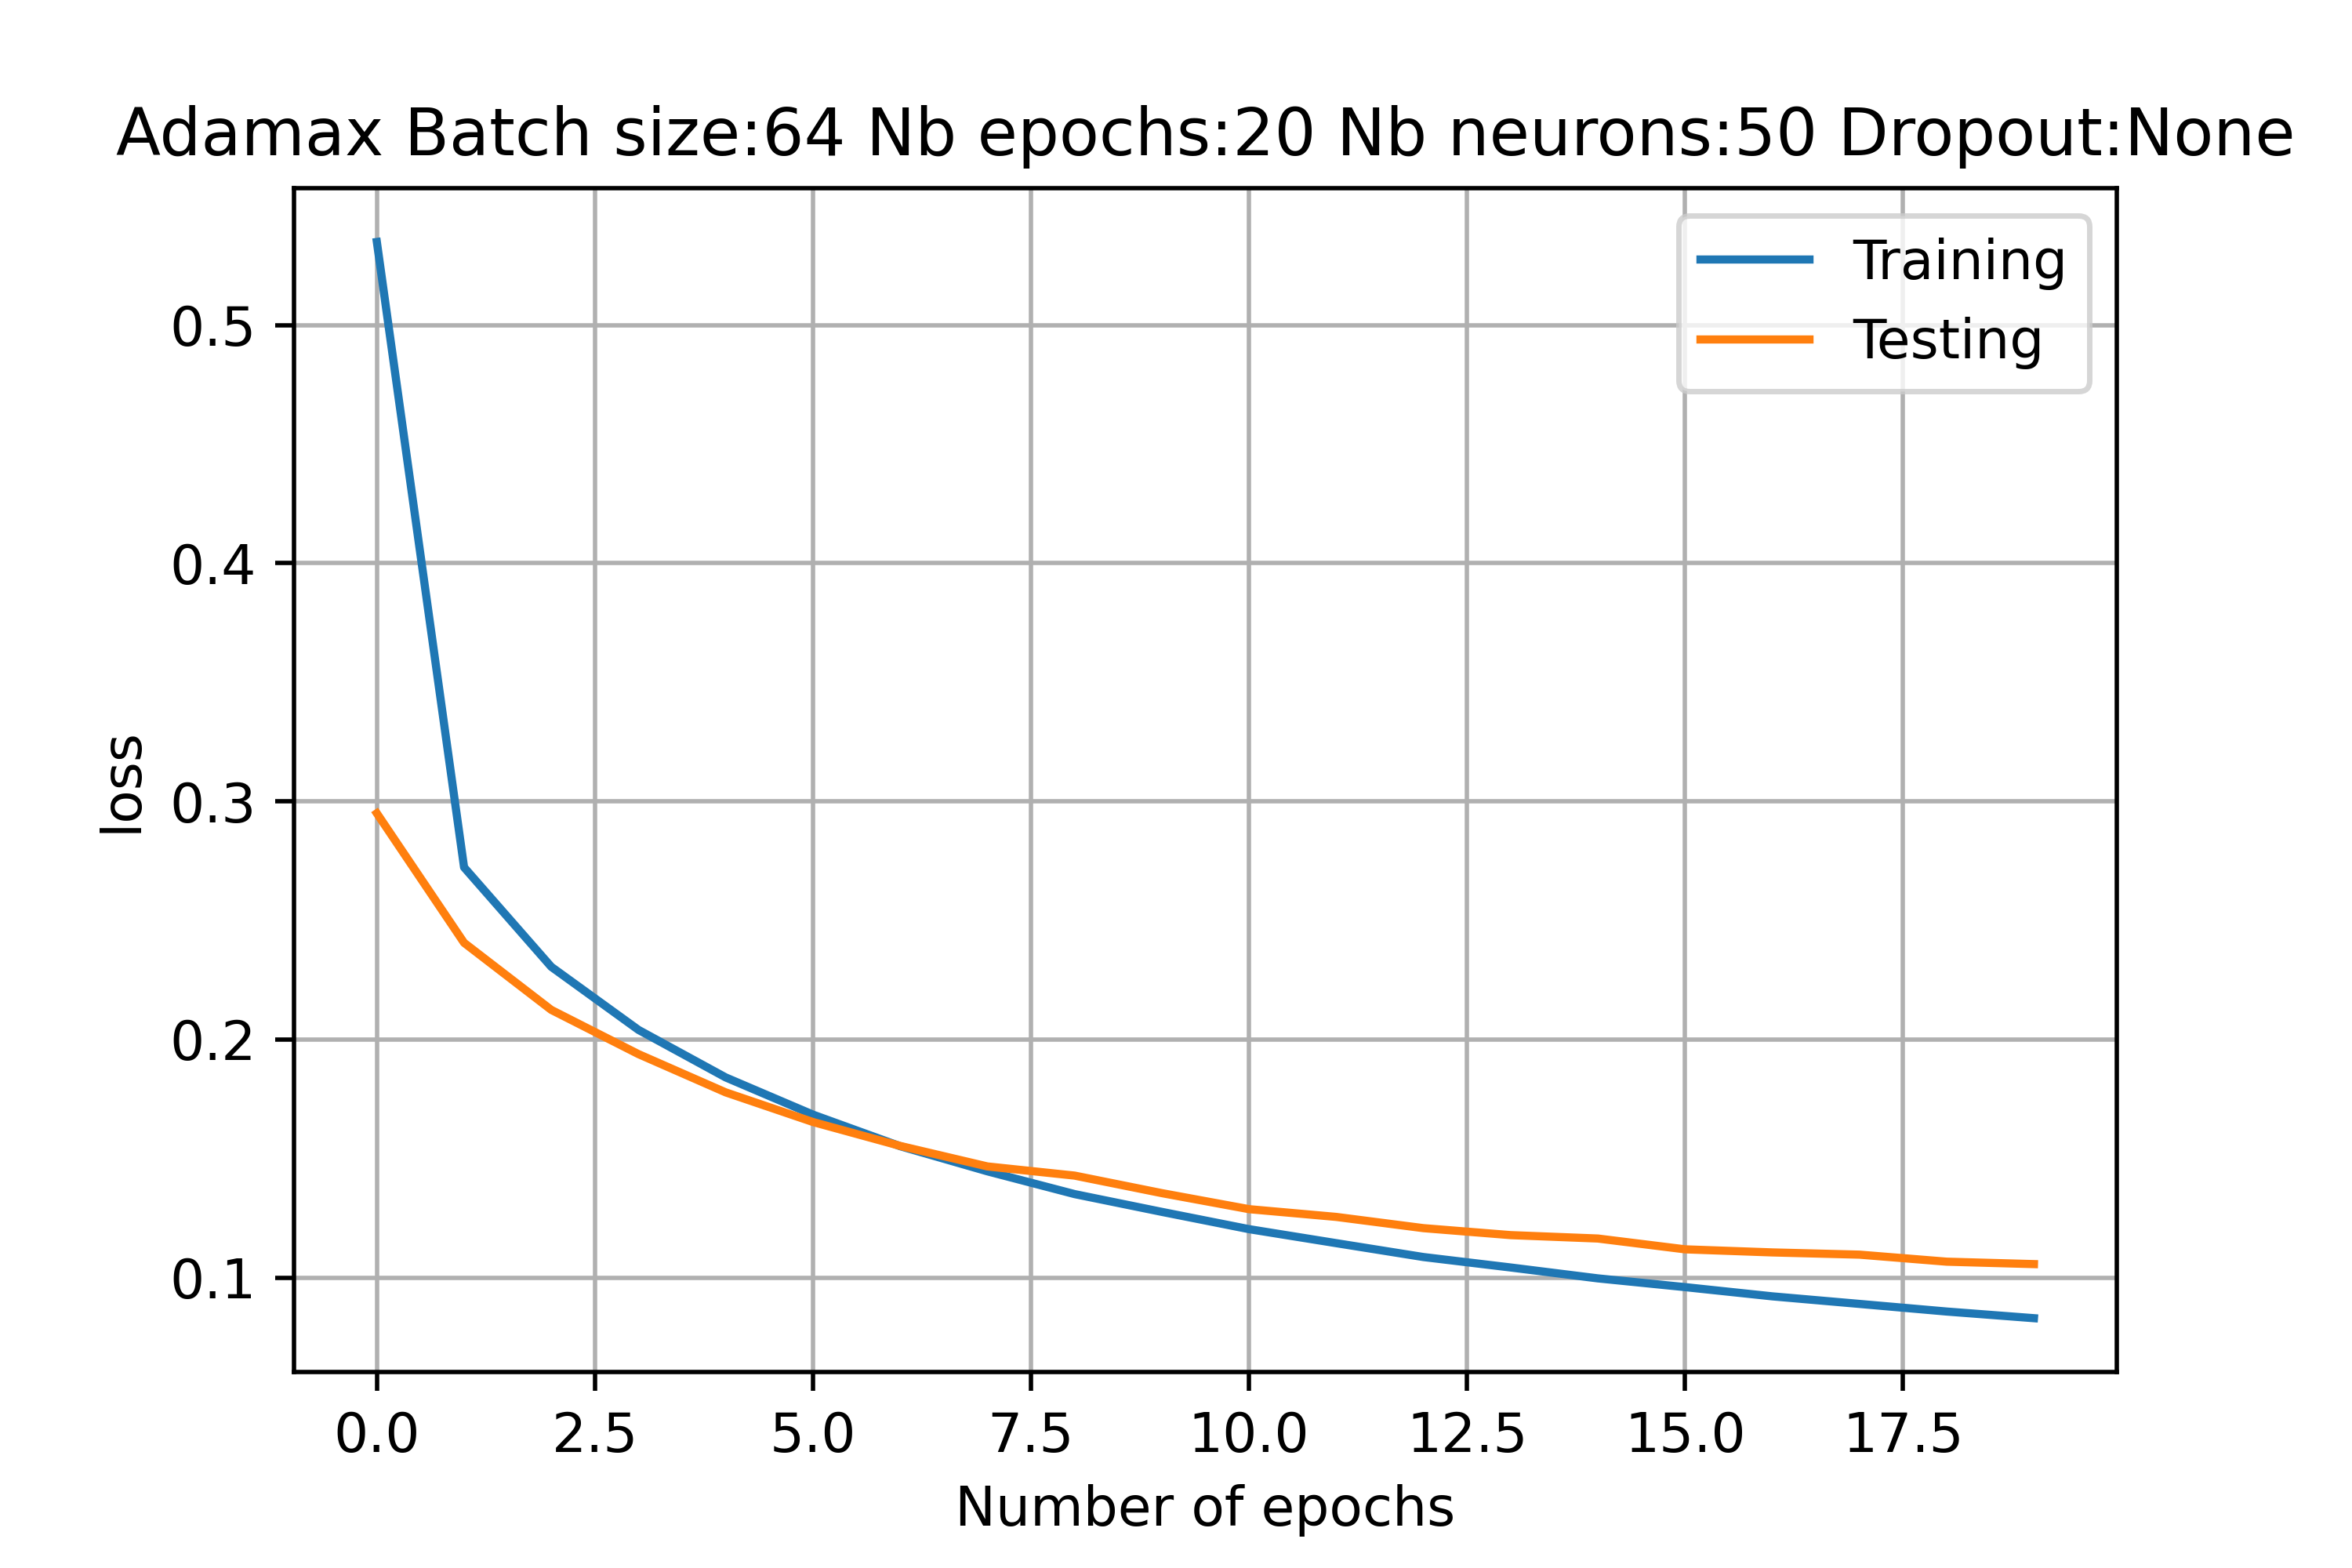 Adamax Batch size:64 Nb epochs:20 Nb neurons:50 Dropout:None
Training
Testing
0.5
0.4
0.3
0.2
0.1
loss
0.0 2.5 5.0 7.5 10.0 12.5 15.0 17.5
Number of epochs